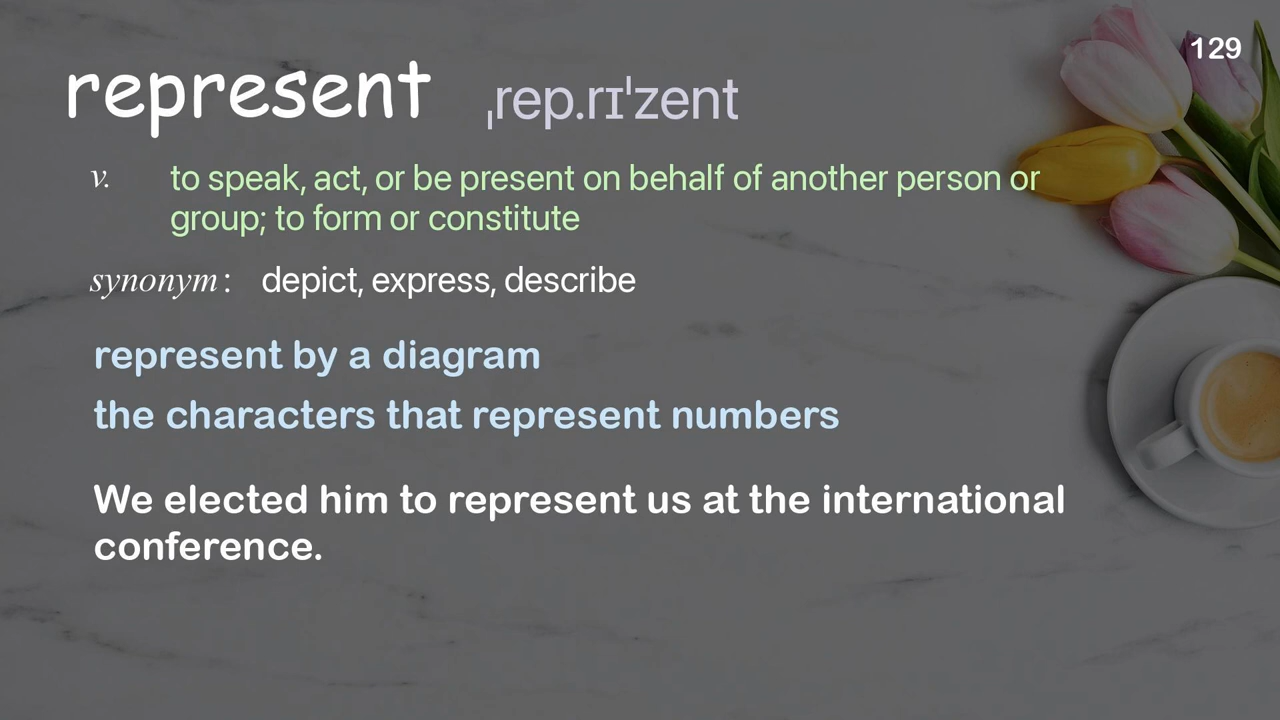 129
represent ˌrep.rɪˈzent
v. to speak, act, or be present on behalf of another person or
group; to form or constitute
synonym: depict, express, describe
represent by a diagram
the characters that represent numbers
We elected him to represent us at the international
conference.